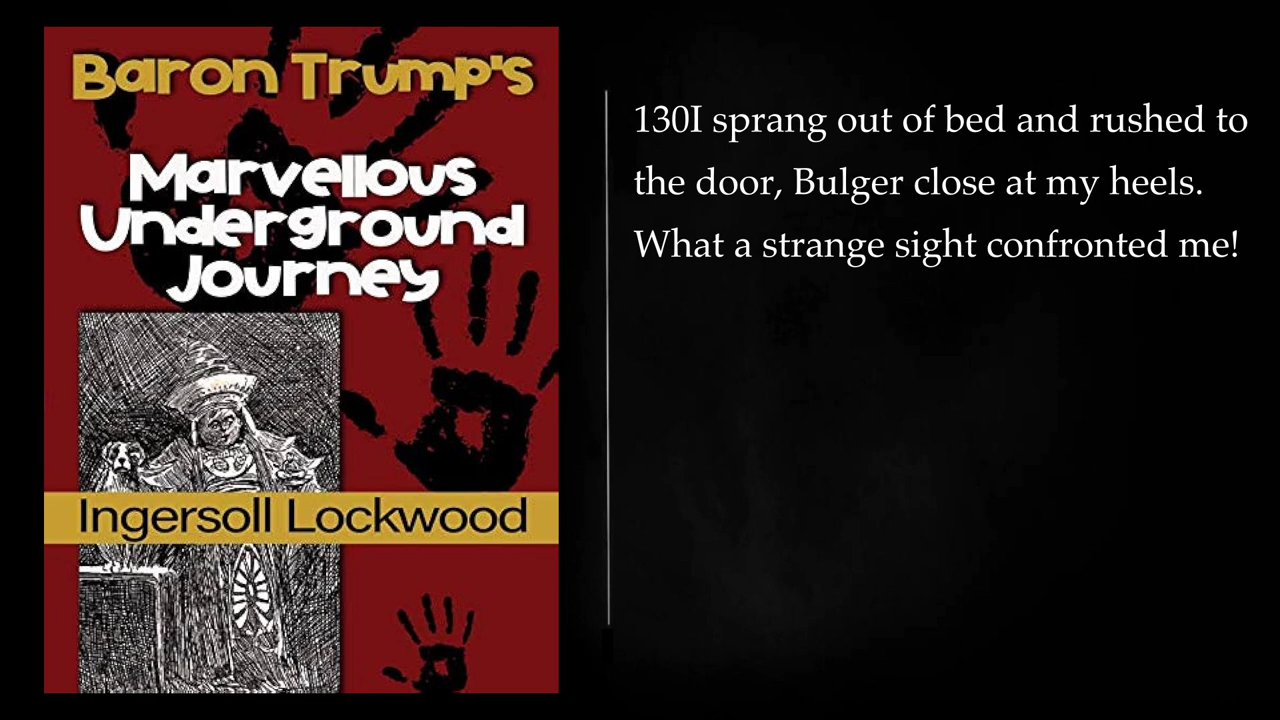 Baron Trump's
Marvellous
Underground
Journey
Ingersoll Lockwood
130I sprang out of bed and rushed to
the door, Bulger close at my heels.
What a strange sight confronted me!